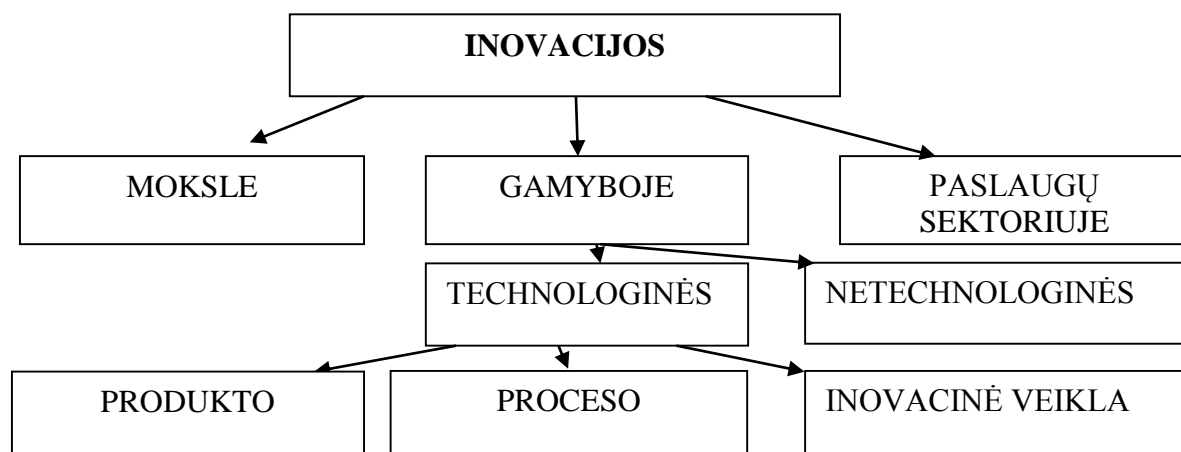 INOVACIJOS
MOKSLE
GAMYBOJE
PASLAUGŲ
SEKTORIUJE
TECHNOLOGINĖS
NETECHNOLOGINĖS
PRODUKTO
PROCESO
INOVACINĖ VEIKLA